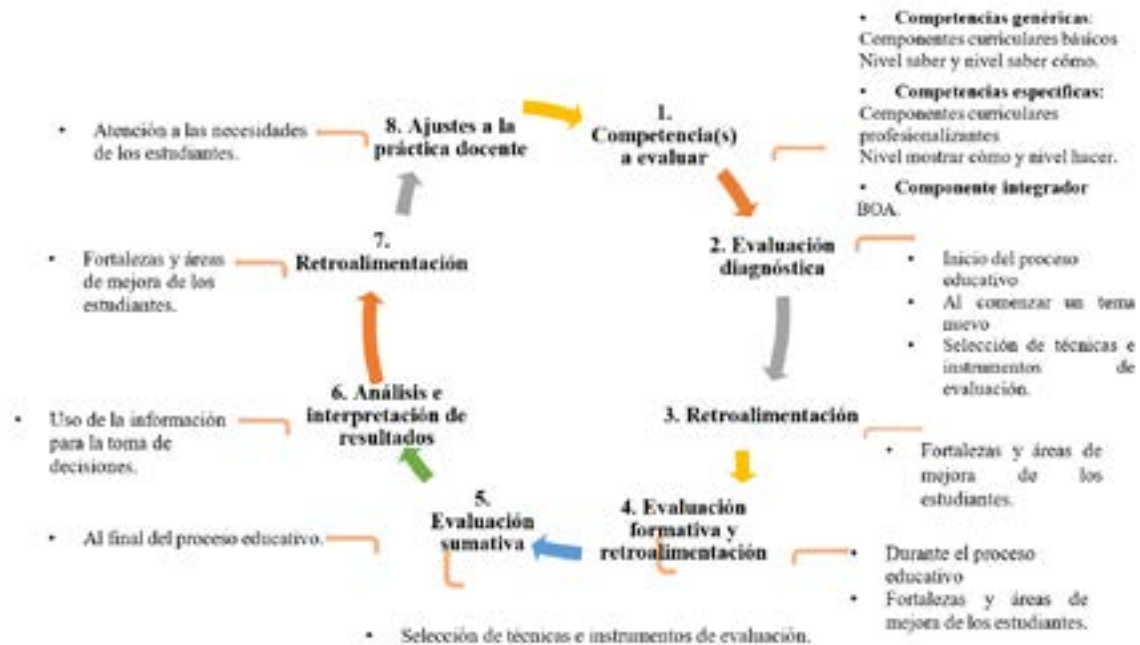 1.
Competencia(s)
a evaluar
• Competencias genéricas:
Componentes curriculares básicos
Nivel saber y nivel saber cómo.
• Competencias específicas:
Componentes curriculares
profesionalizantes
Nivel mostrar cómo y nivel hacer.
• Componente integrador
BOA.
2. Evaluación
diagnóstica
• Inicio del proceso
educativo
• Al comenzar un tema
nuevo
• Selección de técnicas e
instrumentos de
evaluación.
3. Retroalimentación
• Fortalezas y áreas de
mejora de los
estudiantes.
4. Evaluación
formativa y
retroalimentación
• Durante el proceso
educativo
• Fortalezas y áreas de
mejora de los estudiantes.
5.
Evaluación
sumativa
• Al final del proceso educativo.
• Selección de técnicas e instrumentos de evaluación.
6. Análisis e
interpretación de
resultados
• Uso de la información
para la toma de
decisiones.
7.
Retroalimentación
• Fortalezas y áreas
de mejora de los
estudiantes.
8. Ajustes a la
práctica docente
• Atención a las necesidades
de los estudiantes.